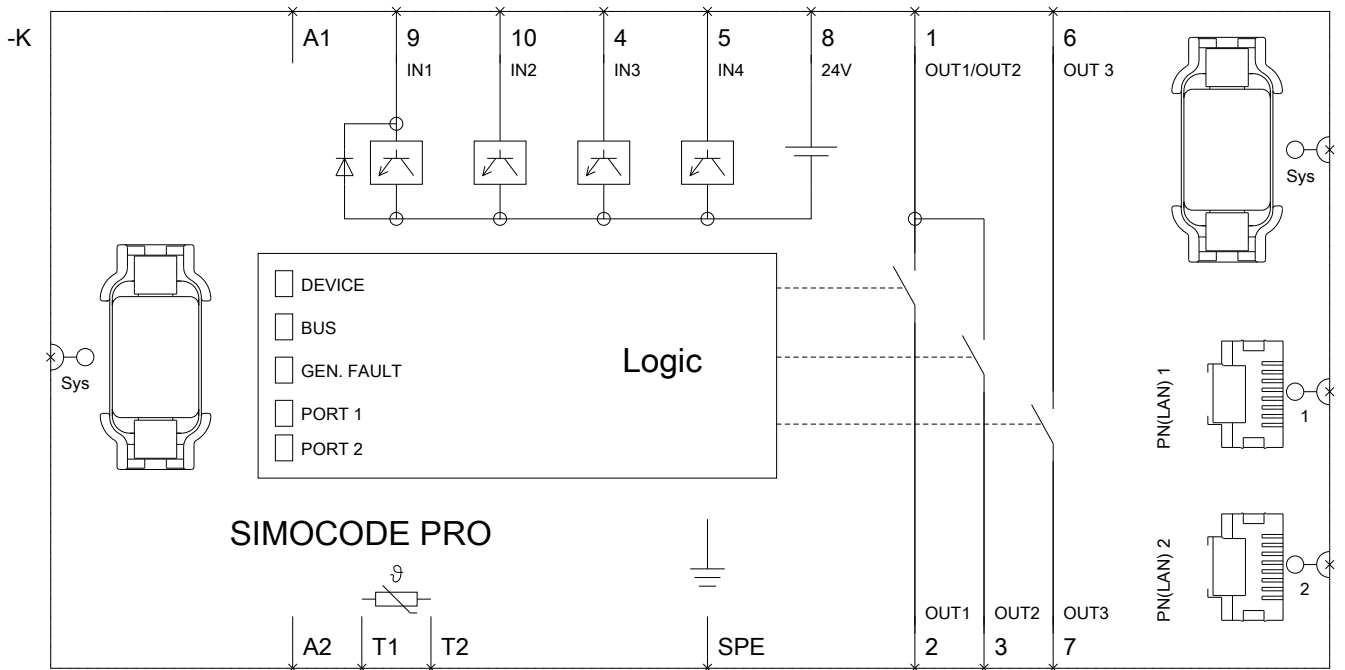 -K
A1 9 10 4 5 8 1 6
IN1 IN2 IN3 IN4 24V OUT1/OUT2 OUT 3
Sys
DEVICE
BUS
GEN. FAULT
PORT 1
PORT 2
Logic
Sys
PN(LAN) 1
1
SIMOCODE PRO
ϑ
PN(LAN) 2
2
OUT1 OUT2 OUT3
A2 T1 T2 SPE 2 3 7